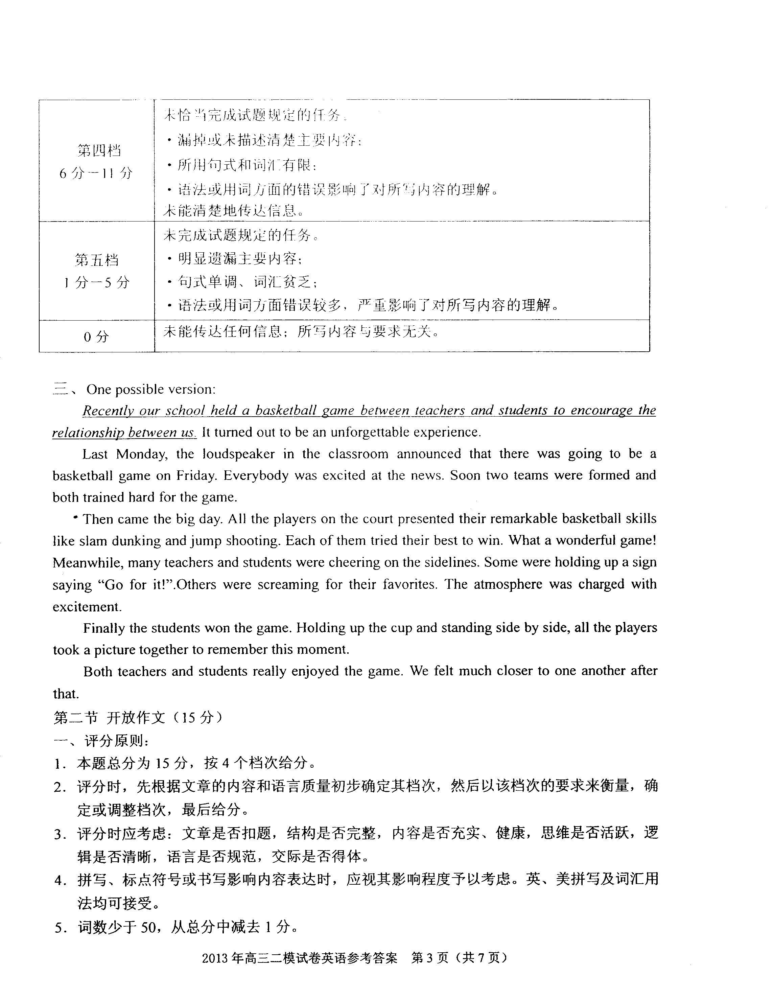 未恰当完成试题规定的任务。
·漏掉或未描述清楚主要内容；
第四档
·所用句式和词汇有限；
6 分－11 分
·语法或用词方面的错误影响了对所写内容的理解。
未能清楚地传达信息。
未完成试题规定的任务。
第五档
·明显遗漏主要内容；
1 分－5 分
·句式单调、词汇贫乏；
·语法或用词方面错误较多，严重影响了对所写内容的理解。
0 分
未能传达任何信息；所写内容与要求无关。
三、One possible version:
Recently our school held a basketball game between teachers and students to encourage the
relationship between us. It turned out to be an unforgettable experience.
Last Monday, the loudspeaker in the classroom announced that there was going to be a
basketball game on Friday. Everybody was excited at the news. Soon two teams were formed and
both trained hard for the game.
Then came the big day. All the players on the court presented their remarkable basketball skills
like slam dunking and jump shooting. Each of them tried their best to win. What a wonderful game!
Meanwhile, many teachers and students were cheering on the sidelines. Some were holding up a sign
saying “Go for it!”.Others were screaming for their favorites. The atmosphere was charged with
excitement.
Finally the students won the game. Holding up the cup and standing side by side, all the players
took a picture together to remember this moment.
Both teachers and students really enjoyed the game. We felt much closer to one another after
that.
第二节 开放作文（15 分）
一、评分原则：
1. 本题总分为 15 分，按 4 个档次给分。
2. 评分时，先根据文章的内容和语言质量初步确定其档次，然后以该档次的要求来衡量，确
定或调整档次，最后给分。
3. 评分时应考虑：文章是否扣题，结构是否完整，内容是否充实、健康，思维是否活跃，逻
辑是否清晰，语言是否规范，交际是否得体。
4. 拼写、标点符号或书写影响内容表达时，应视其影响程度予以考虑。英、美拼写及词汇用
法均可接受。
5. 词数少于 50，从总分中减去 1 分。
2013 年高三二模试卷英语参考答案 第 3 页（共 7 页）